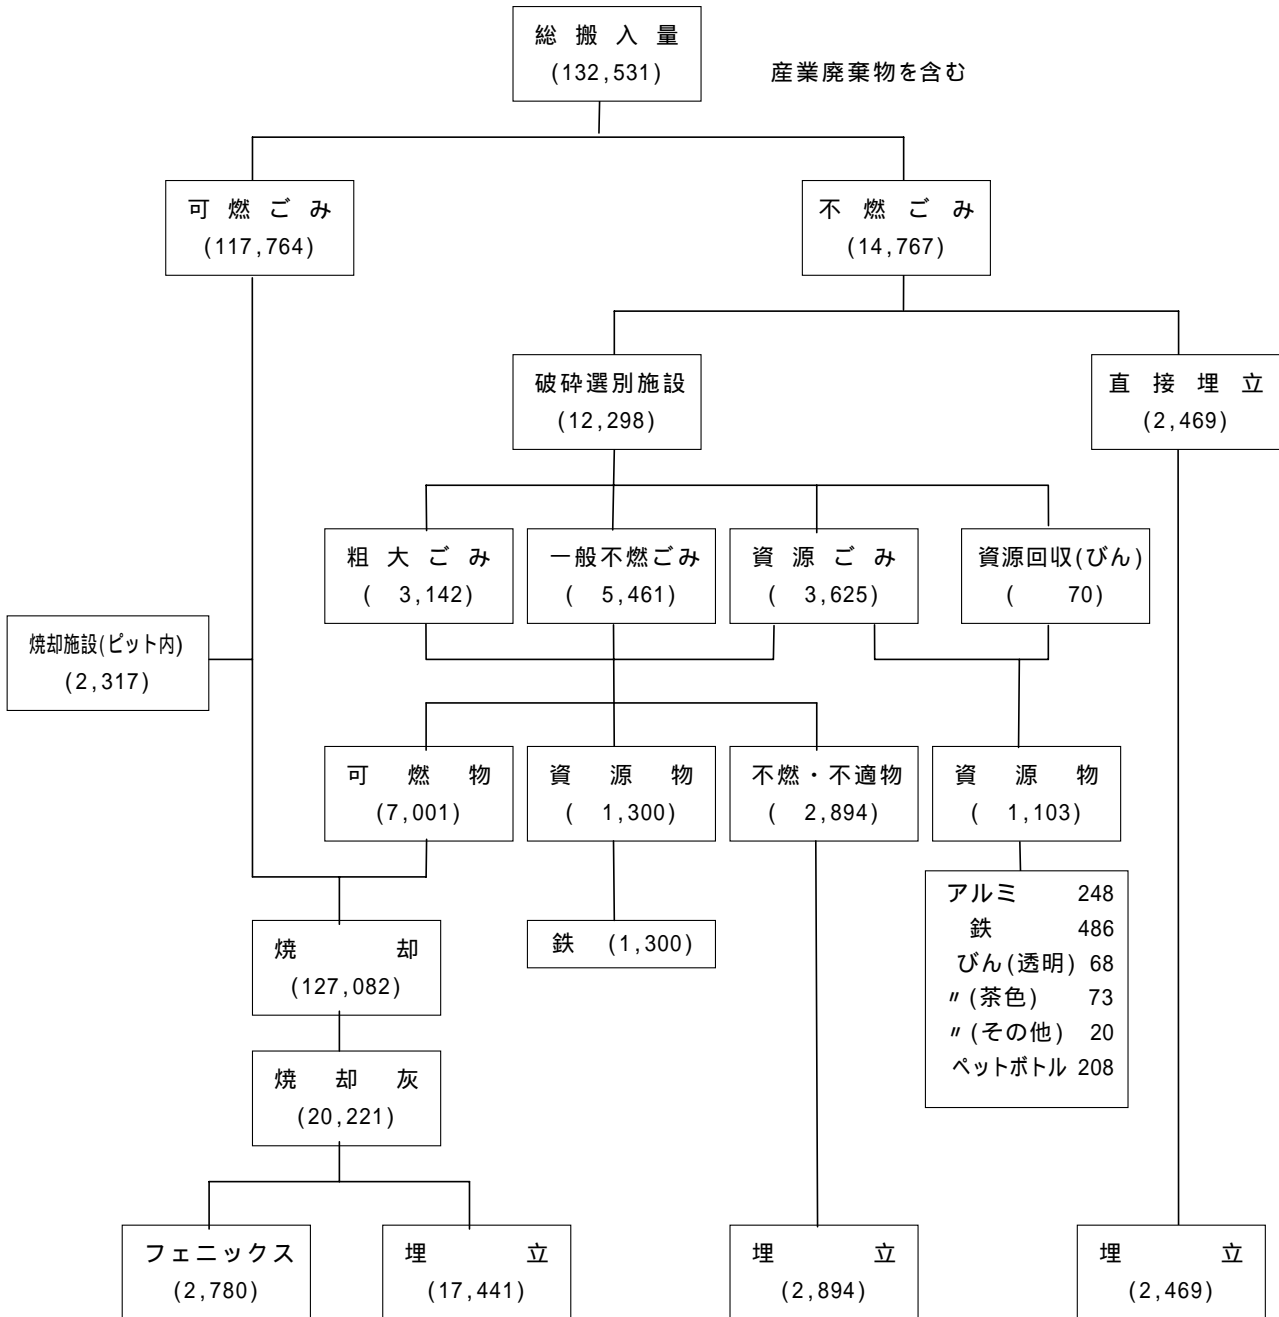 総搬入量
(132,531)
産業廃棄物を含む
可燃ごみ
(117,764)
不燃ごみ
(14,767)
破砕選別施設
(12,298)
直接埋立
(2,469)
粗大ごみ
( 3,142)
一般不燃ごみ
( 5,461)
資源ごみ
( 3,625)
資源回収(びん)
( 70)
焼却施設(ピット内)
(2,317)
可燃物
(7,001)
資源物
( 1,300)
不燃・不適物
( 2,894)
資源物
( 1,103)
アルミ 248
鉄 486
びん(透明) 68
〃(茶色) 73
〃(その他) 20
ペットボトル 208
鉄 (1,300)
焼却
(127,082)
焼却灰
(20,221)
フェニックス
(2,780)
埋立
(17,441)
埋立
(2,894)
埋立
(2,469)